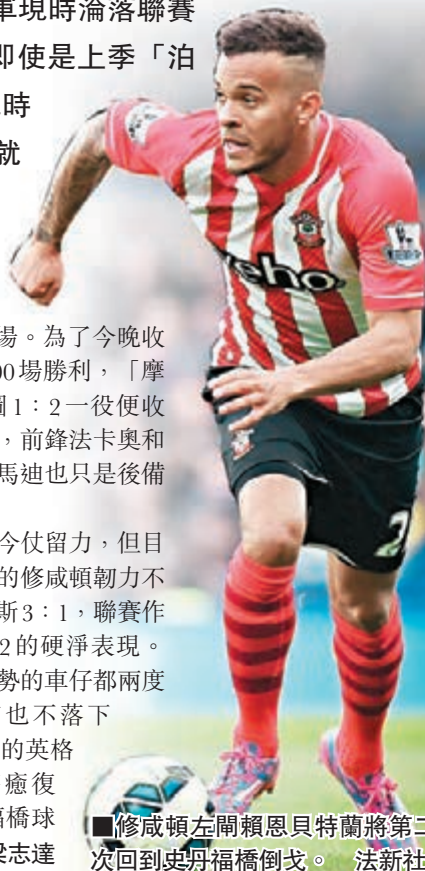 車現時淪落聯賽
即使是上季「泊
時
就
場。為了今晚收
00場勝利,「摩
圖1:2一役便收
,前鋒法卡奧和
馬迪也只是後備
今仗留力,但目
的修咸頓韌力不
斯3:1,聯賽作
2的硬淨表現。
勢的車仔都兩度
也不落下
的英格
癒復
福橋球
梁志達
veho
■修咸頓左閘賴恩貝特蘭將第二
次回到史丹福橋倒戈。 法新社